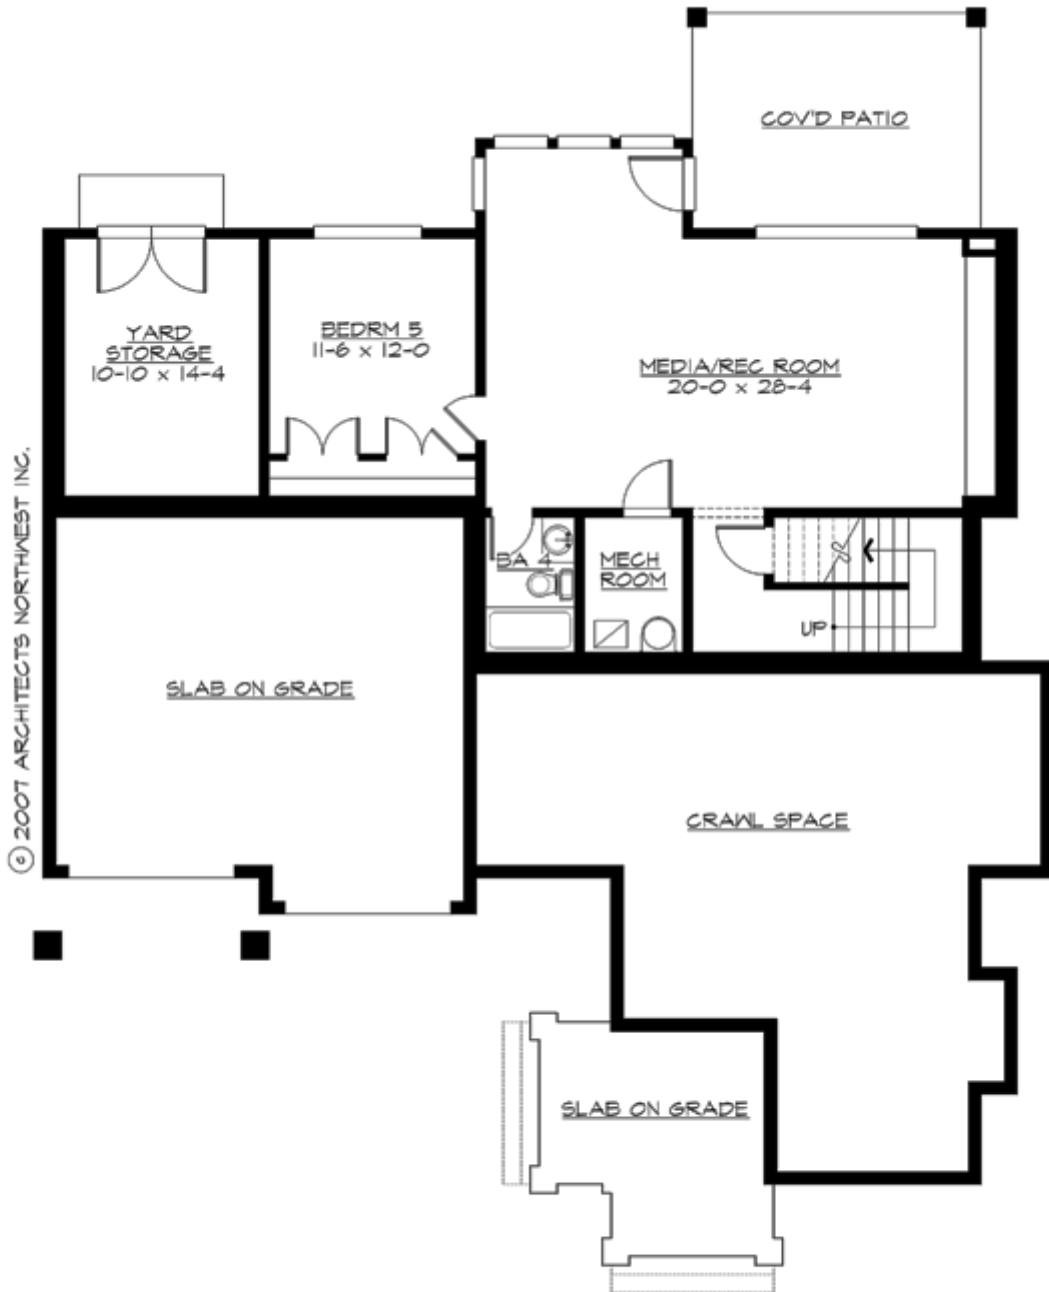 COV'D PATIO
YARD
STORAGE
10-10 x 14-4
BEDRM 5
11-6 x 12-0
MEDIA/REC ROOM
20-0 x 28-4
BA 4
MECH
ROOM
UP
SLAB ON GRADE
CRAWL SPACE
SLAB ON GRADE
© 2007 ARCHITECTS NORTHWEST INC.